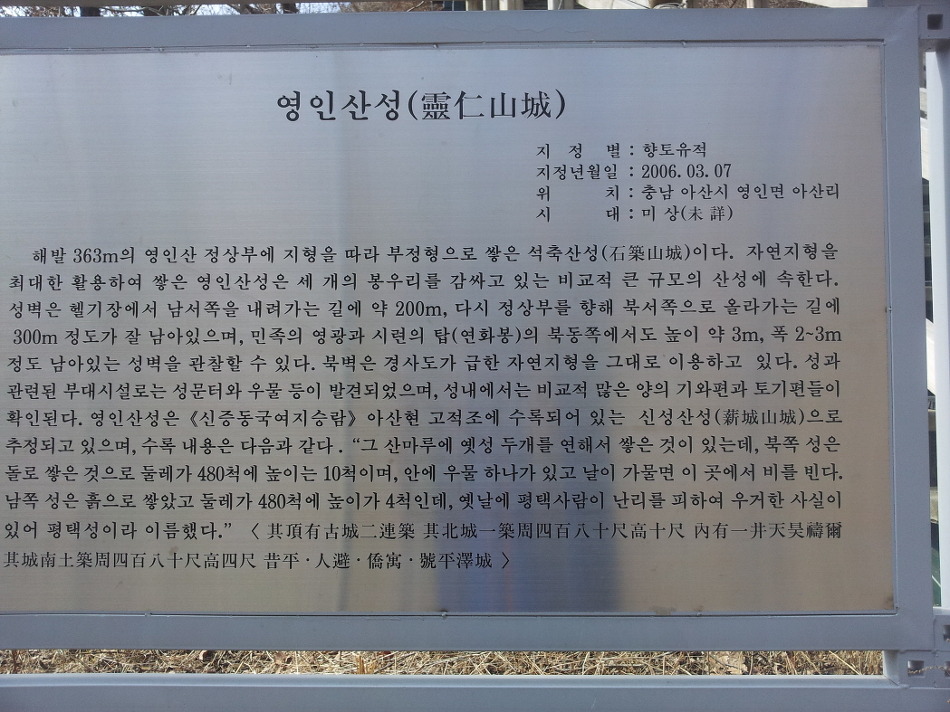 영인산성(靈仁山城)
지 정 별 : 향토유적
지정년월일 : 2006. 03. 07
위 치 : 충남 아산시 영인면 아산리
시 대 : 미 상(未 詳)
해발 363m의 영인산 정상부에 지형을 따라 부정형으로 쌓은 석축산성(石築山城)이다. 자연지형을
최대한 활용하여 쌓은 영인산성은 세 개의 봉우리를 감싸고 있는 비교적 큰 규모의 산성에 속한다.
성벽은 헬기장에서 남서쪽을 내려가는 길에 약 200m, 다시 정상부를 향해 북서쪽으로 올라가는 길에
300m 정도가 잘 남아있으며, 민족의 영광과 시련의 탑(연화봉)의 북동쪽에서도 높이 약 3m, 폭 2~3m
정도 남아있는 성벽을 관찰할 수 있다. 북벽은 경사도가 급한 자연지형을 그대로 이용하고 있다. 성과
관련된 부대시설로는 성문터와 우물 등이 발견되었으며, 성내에서는 비교적 많은 양의 기와편과 토기편들이
확인된다. 영인산성은 《신증동국여지승람》 아산현 고적조에 수록되어 있는 신성산성(薪城山城)으로
추정되고 있으며, 수록 내용은 다음과 같다. “그 산마루에 옛성 두개를 연해서 쌓은 것이 있는데, 북쪽 성은
돌로 쌓은 것으로 둘레가 480척에 높이는 10척이며, 안에 우물 하나가 있고 날이 가물면 이 곳에서 비를 빈다.
남쪽 성은 흙으로 쌓았고 둘레가 480척에 높이가 4척인데, 옛날에 평택사람이 난리를 피하여 우거한 사실이
있어 평택성이라 이름했다.” 〈 其頂有古城二連築 其北城一築周四百八十尺高十尺 內有一井天旲禱爾
其城南土築周四百八十尺高四尺 昔平·人避·僑寓·號平澤城 〉